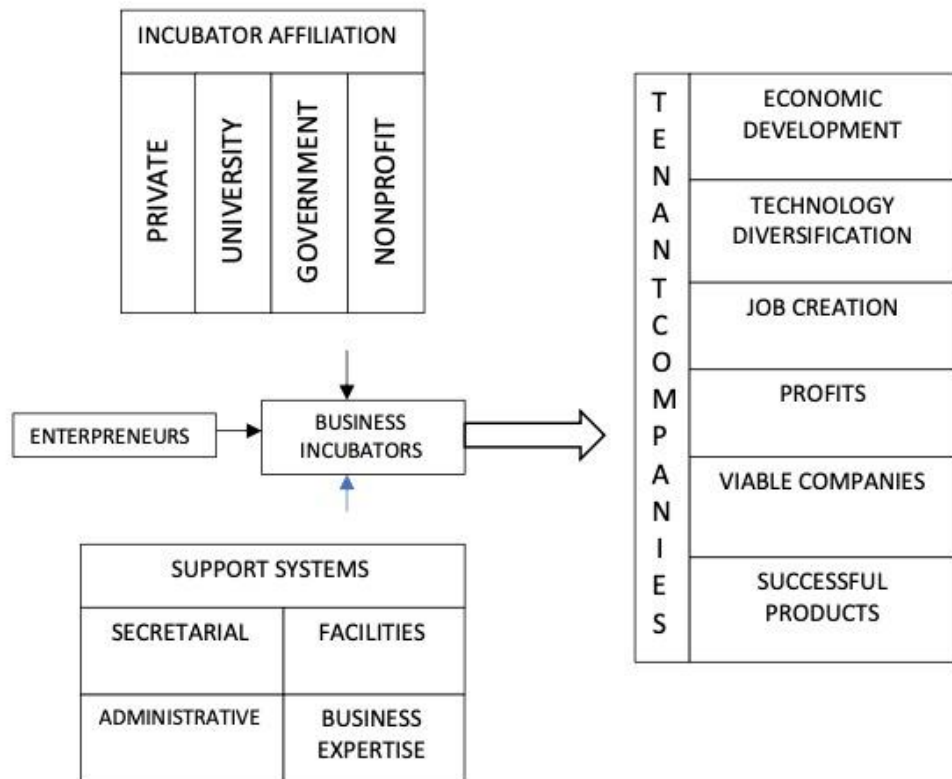 INCUBATOR AFFILIATION
PRIVATE
UNIVERSITY
GOVERNMENT
NONPROFIT
ENTERPRENEURS
BUSINESS
INCUBATORS
SUPPORT SYSTEMS
SECRETARIAL
FACILITIES
ADMINISTRATIVE
BUSINESS
EXPERTISE
TENANTCOMPANIES
ECONOMIC
DEVELOPMENT
TECHNOLOGY
DIVERSIFICATION
JOB CREATION
PROFITS
VIABLE COMPANIES
SUCCESSFUL
PRODUCTS